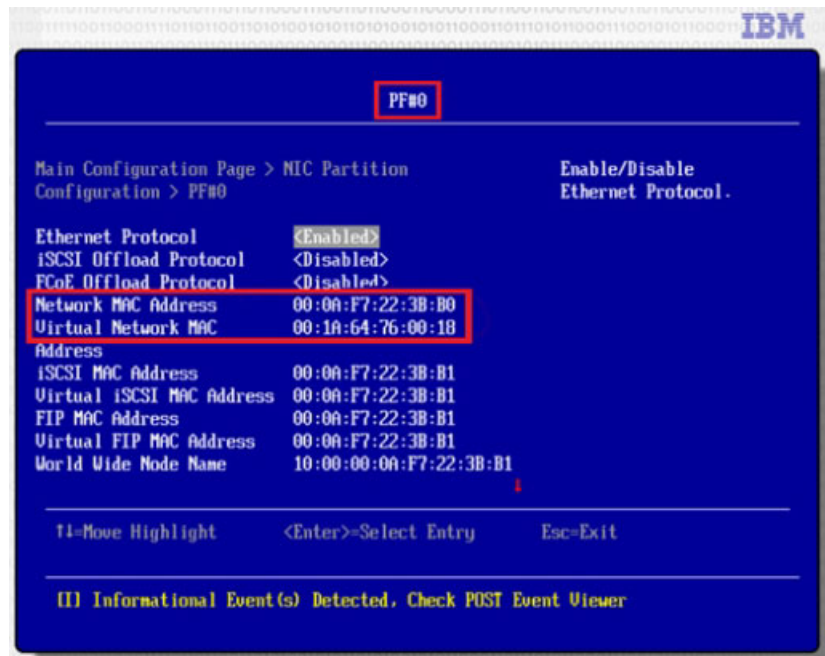 IBM
PF#0
Main Configuration Page > NIC Partition
Configuration > PF#0
Enable/Disable
Ethernet Protocol.
Ethernet Protocol <Enabled>
iSCSI Offload Protocol <Disabled>
FCoE Offload Protocol <Disabled>
Network MAC Address 00:0A:F7:22:3B:B0
Virtual Network MAC 00:1A:64:76:00:18
Address
iSCSI MAC Address 00:0A:F7:22:3B:B1
Virtual iSCSI MAC Address 00:0A:F7:22:3B:B1
FIP MAC Address 00:0A:F7:22:3B:B1
Virtual FIP MAC Address 00:0A:F7:22:3B:B1
World Wide Node Name 10:00:00:0A:F7:22:3B:B1
↓
↑↓=Move Highlight <Enter>=Select Entry Esc=Exit
[I] Informational Event(s) Detected, Check POST Event Viewer